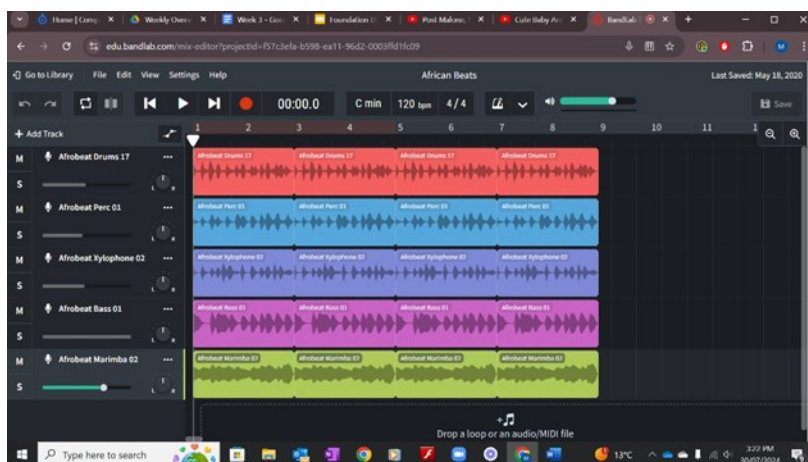 Home | Comp
Weekly Overv
Week 3 - Goo
Foundation D
Post Malone,
Cute Baby An
BandLab
edu.bandlab.com/mix-editor?projectid=f57c3efa-b598-ea11-96d2-0003ffd1fc09
Go to Library File Edit View Settings Help African Beats Last Saved: May 18, 2020
00:00.0 C min 120 bpm 4/4 Save
+ Add Track 1 2 3 4 5 6 7 8 9 10 11
M Afrobeat Drums 17
S L R
Afrobeat Drums 17 Afrobeat Drums 17 Afrobeat Drums 17 Afrobeat Drums 17
M Afrobeat Perc 01
S L R
Afrobeat Perc 01 Afrobeat Perc 01 Afrobeat Perc 01 Afrobeat Perc 01
M Afrobeat Xylophone 02
S L R
Afrobeat Xylophone 02 Afrobeat Xylophone 02 Afrobeat Xylophone 02 Afrobeat Xylophone 02
M Afrobeat Bass 01
S L R
Afrobeat Bass 01 Afrobeat Bass 01 Afrobeat Bass 01 Afrobeat Bass 01
M Afrobeat Marimba 02
S L R
Afrobeat Marimba 02 Afrobeat Marimba 02 Afrobeat Marimba 02 Afrobeat Marimba 02
Drop a loop or an audio/MIDI file
Type here to search 13°C 3:22 PM
30/07/2024